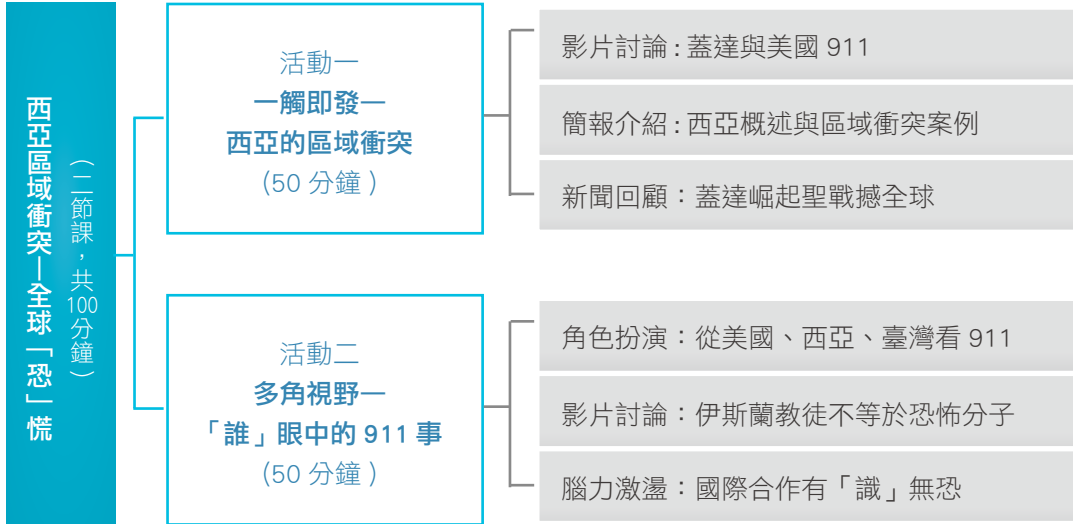 西亞區域衝突—全球「恐」慌
（二節課，共100分鐘）
活動一
一觸即發—
西亞的區域衝突
（50 分鐘 ）
影片討論 : 蓋達與美國 911
簡報介紹 : 西亞概述與區域衝突案例
新聞回顧：蓋達崛起聖戰撼全球
活動二
多角視野—
「誰」眼中的 911 事
（50 分鐘 ）
角色扮演：從美國、西亞、臺灣看 911
影片討論：伊斯蘭教徒不等於恐怖分子
腦力激盪：國際合作有「識」無恐